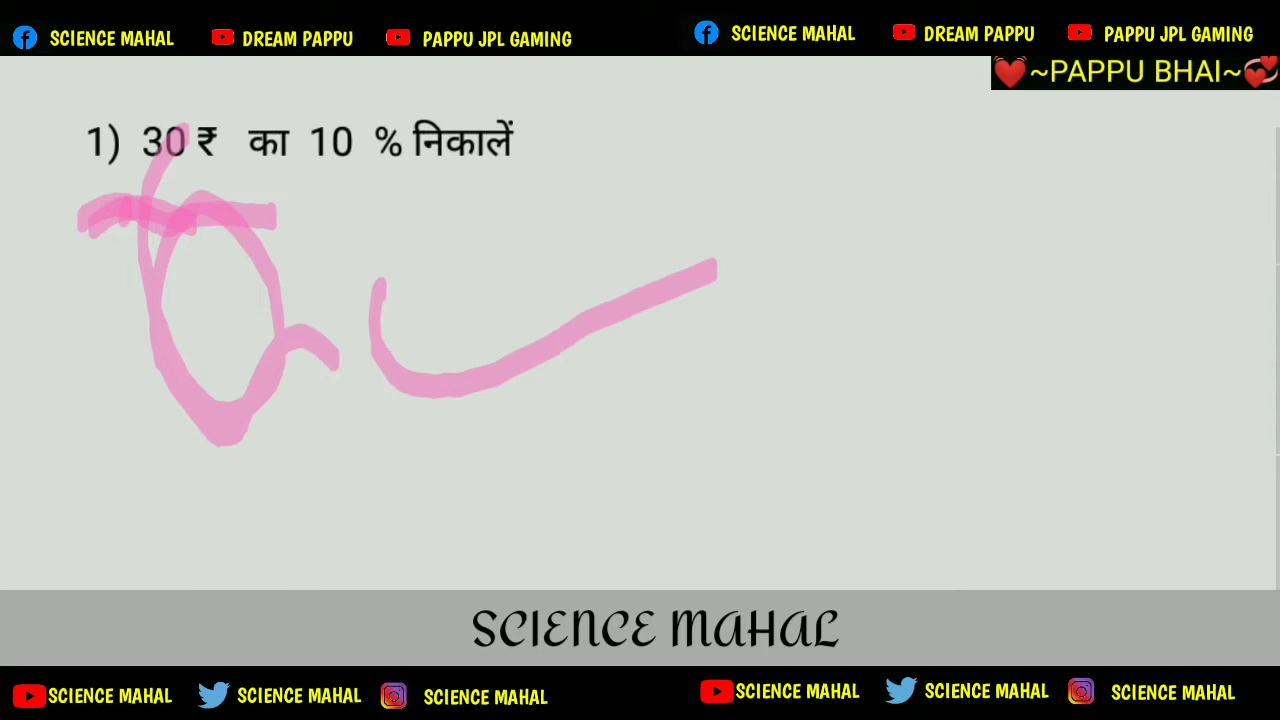 SCIENCE MAHAL DREAM PAPPU PAPPU JPL GAMING SCIENCE MAHAL DREAM PAPPU PAPPU JPL GAMING
~PAPPU BHAI~
1) 30 ₹ का 10 % निकालें
SCIENCE MAHAL
SCIENCE MAHAL SCIENCE MAHAL SCIENCE MAHAL SCIENCE MAHAL SCIENCE MAHAL SCIENCE MAHAL